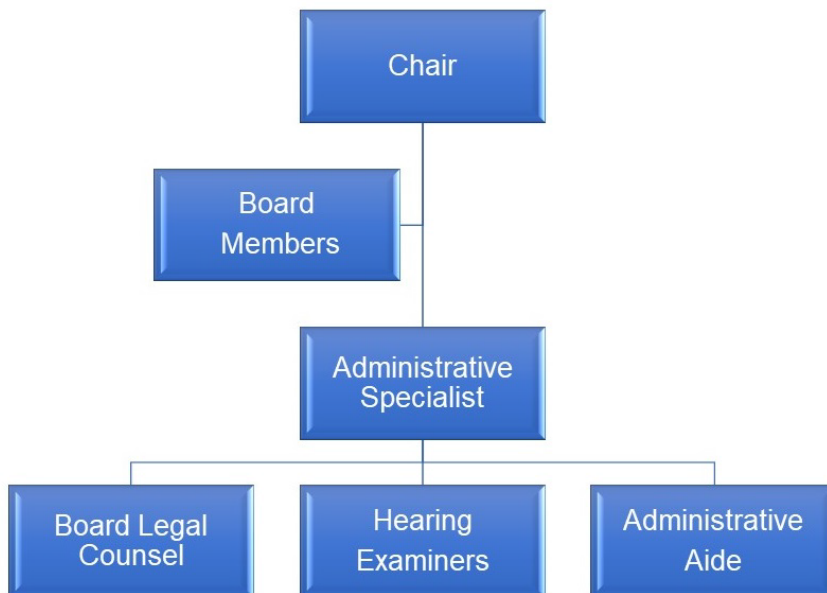 Chair
Board
Members
Administrative
Specialist
Board Legal
Counsel
Hearing
Examiners
Administrative
Aide